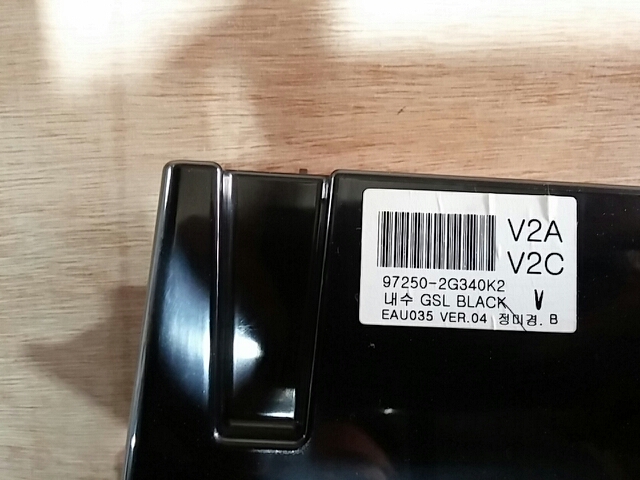 V2A
V2C
97250-2G340K2
내수 GSL BLACK V
EAU035 VER.04 정미경. B